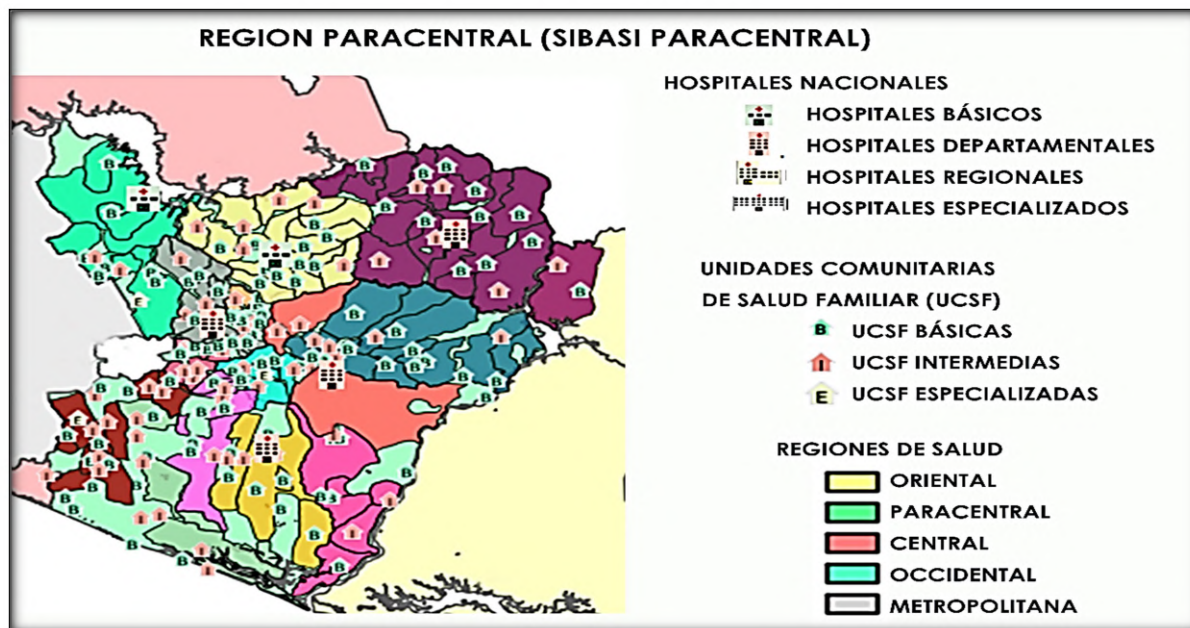 REGION PARACENTRAL (SIBASI PARACENTRAL)
HOSPITALES NACIONALES
HOSPITALES BÁSICOS
HOSPITALES DEPARTAMENTALES
HOSPITALES REGIONALES
HOSPITALES ESPECIALIZADOS
UNIDADES COMUNITARIAS
DE SALUD FAMILIAR (UCSF)
B UCSF BÁSICAS
I UCSF INTERMEDIAS
E UCSF ESPECIALIZADAS
REGIONES DE SALUD
ORIENTAL
PARACENTRAL
CENTRAL
OCCIDENTAL
METROPOLITANA